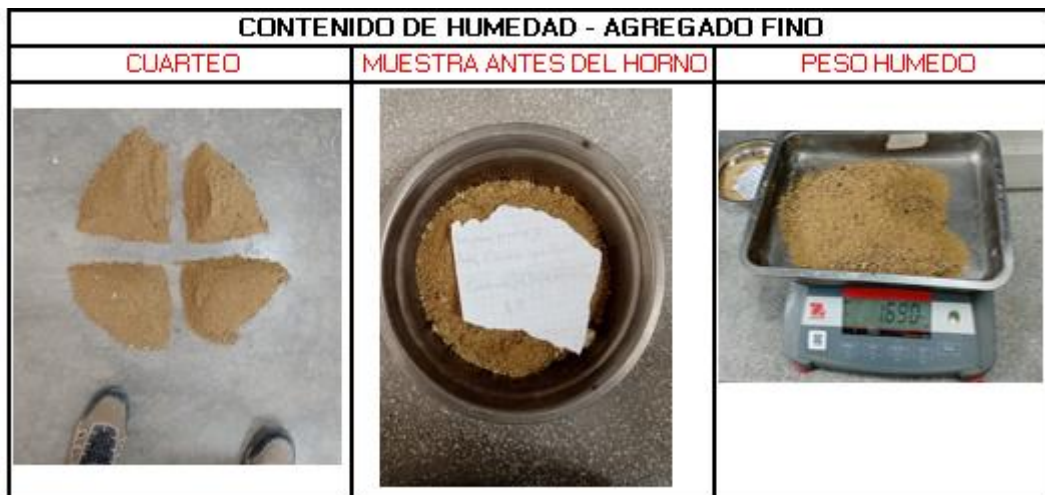 CONTENIDO DE HUMEDAD - AGREGADO FINO
CUARTEO
MUESTRA ANTES DEL HORNO
PESO HUMEDO
1690